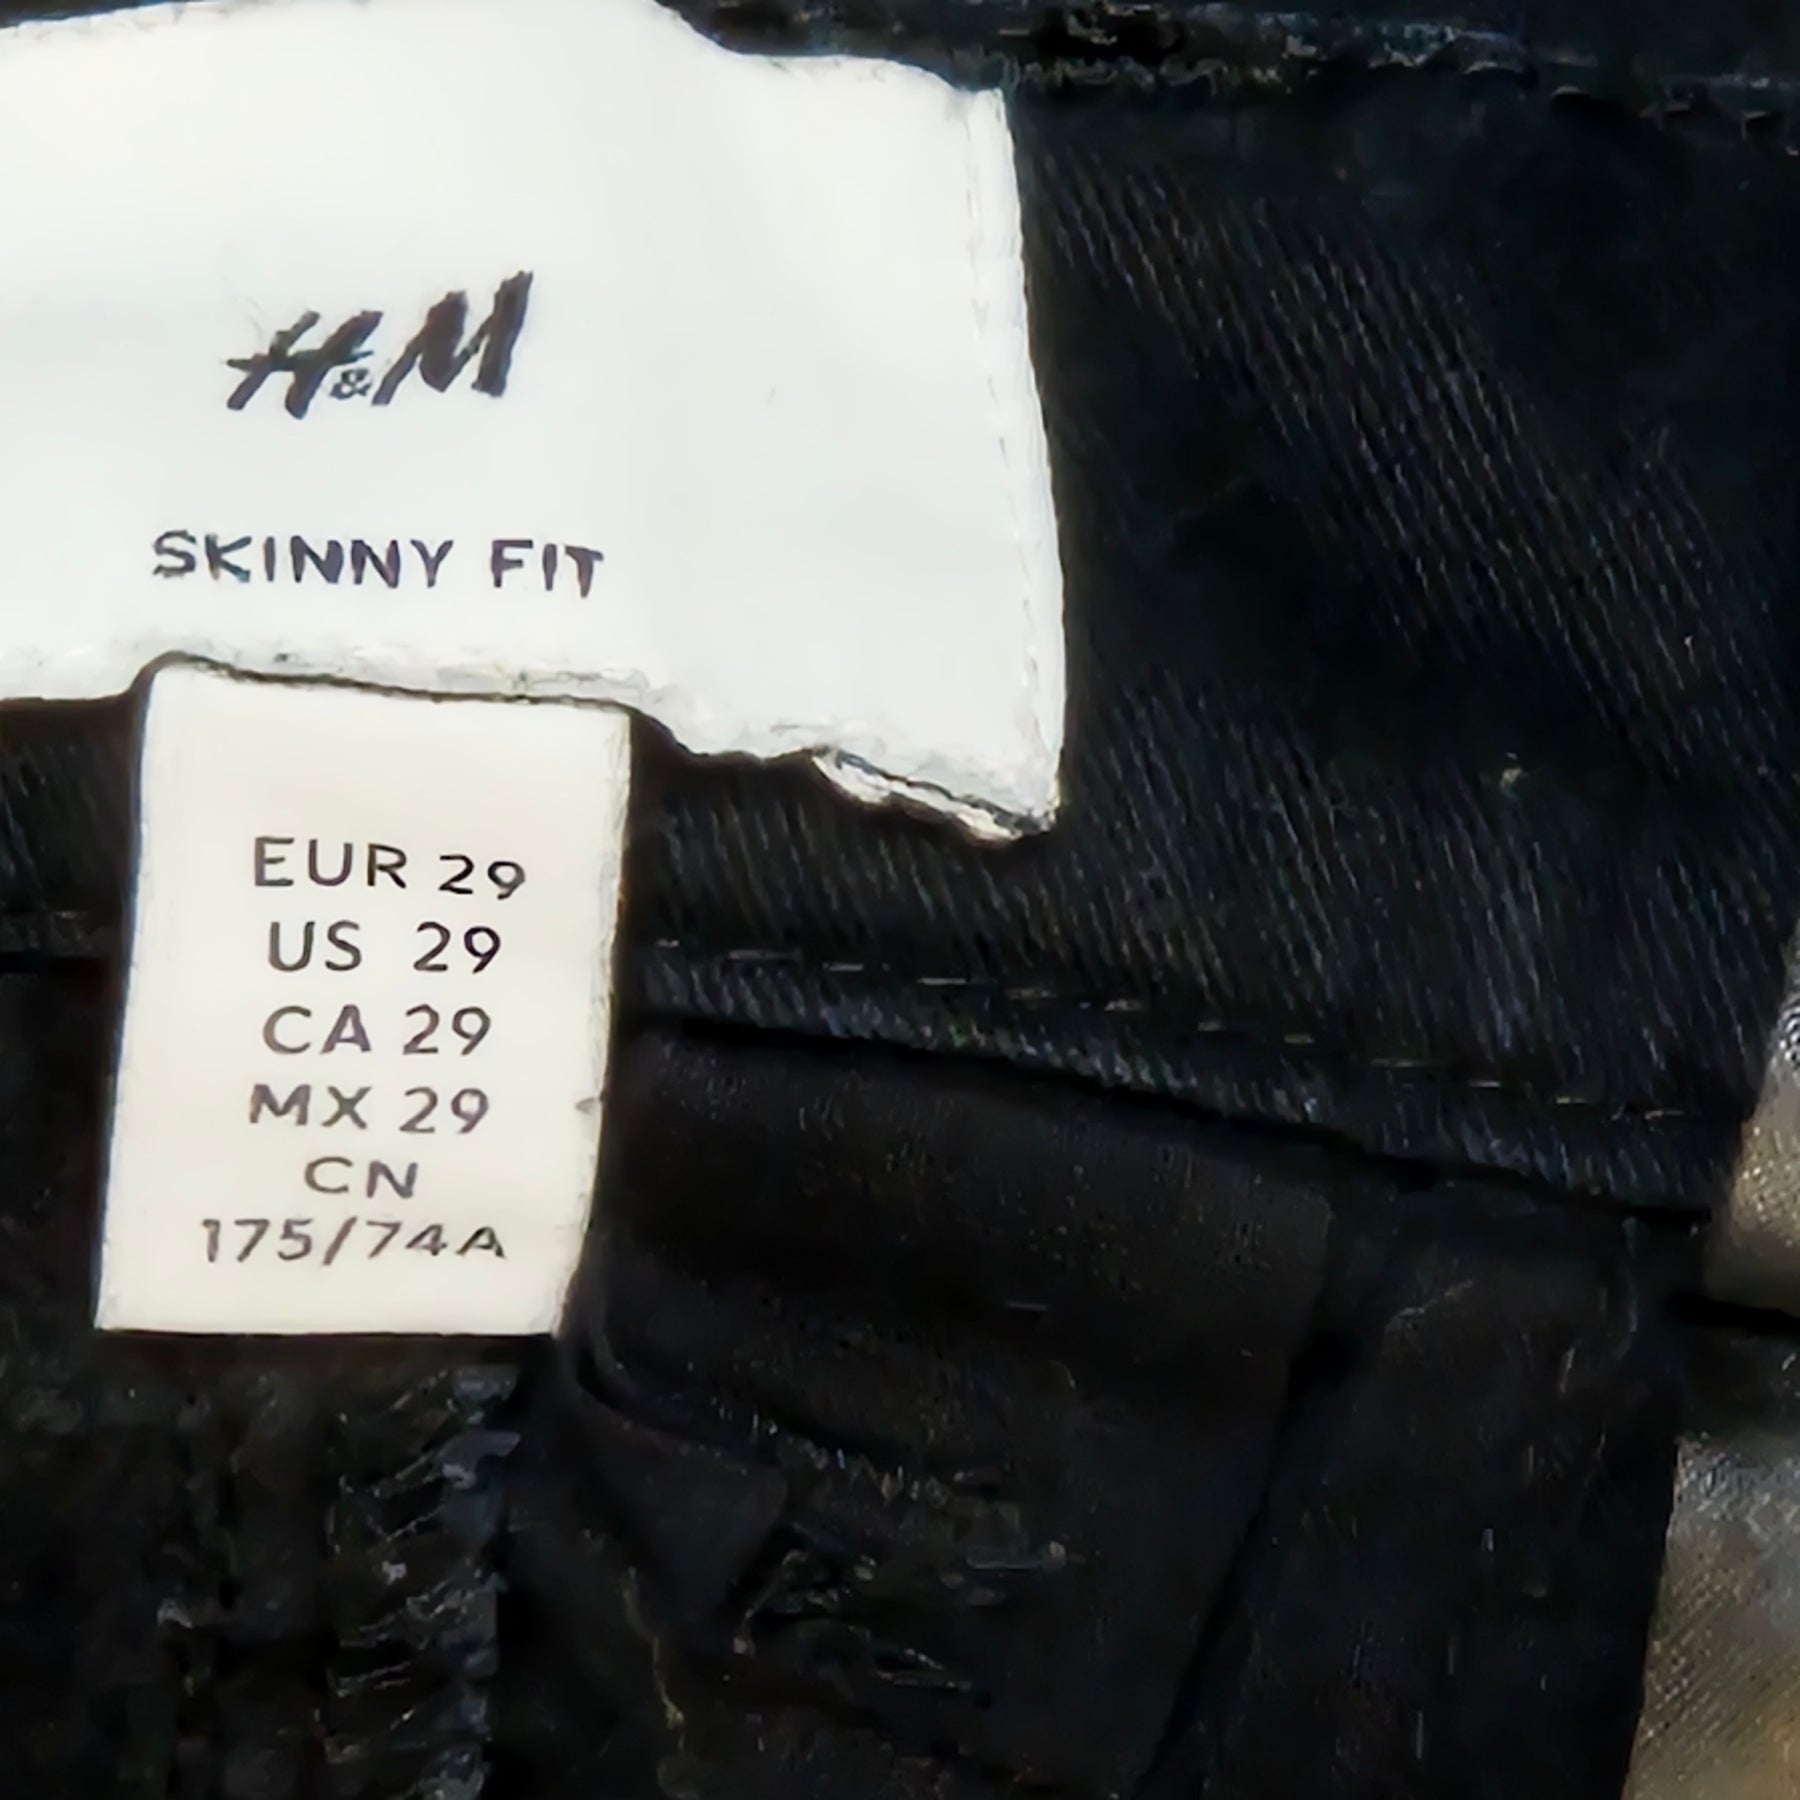 H&M
SKINNY FIT
EUR 29
US 29
CA 29
MX 29
CN
175/74A